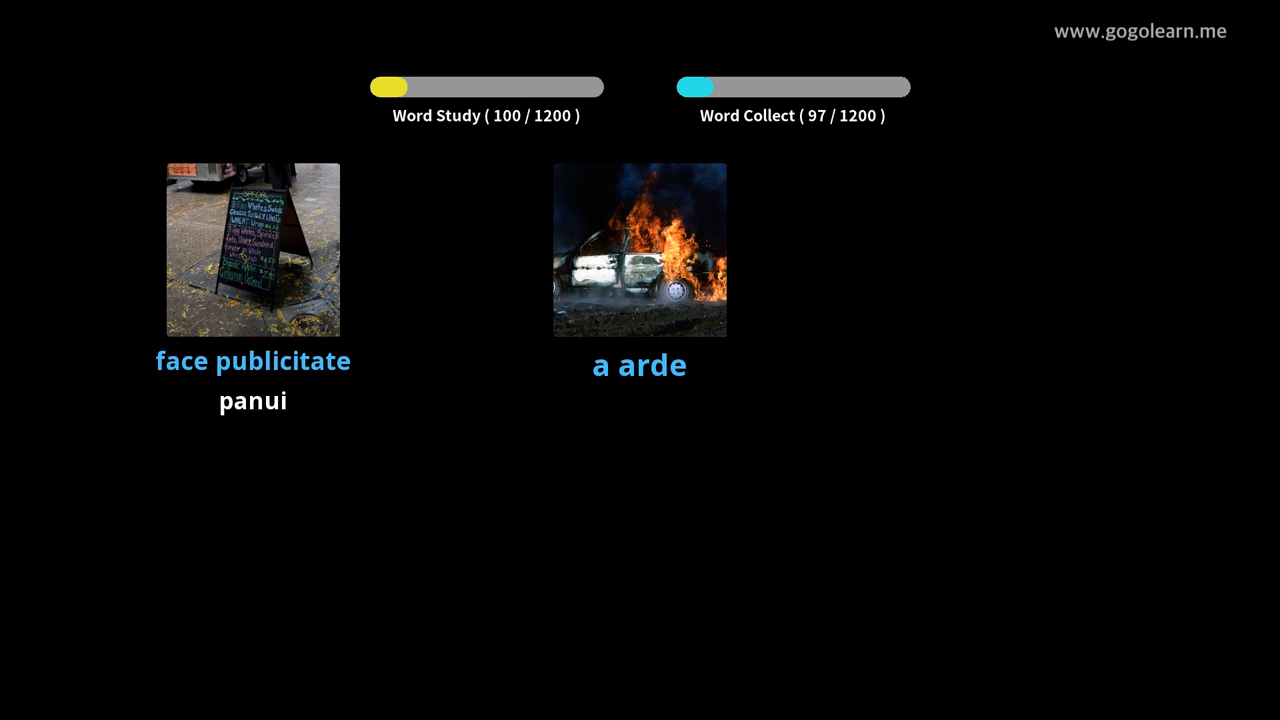 www.gogolearn.me
Word Study ( 100 / 1200 )
Word Collect ( 97 / 1200 )
face publicitate
panui
a arde